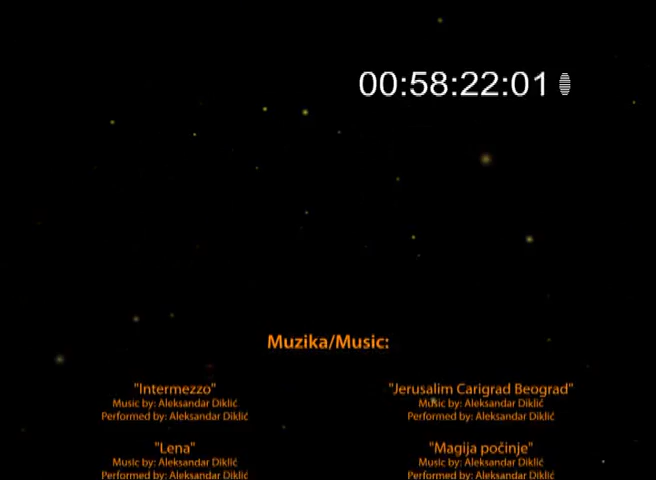 00:58:22:01
Muzika/Music:
"Intermezzo"
Music by: Aleksandar Diklić
Performed by: Aleksandar Diklić
"Jerusalim Carigrad Beograd"
Music by: Aleksandar Diklić
Performed by: Aleksandar Diklić
"Lena"
Music by: Aleksandar Diklić
Performed by: Aleksandar Diklić
"Magija počinje"
Music by: Aleksandar Diklić
Performed by: Aleksandar Diklić